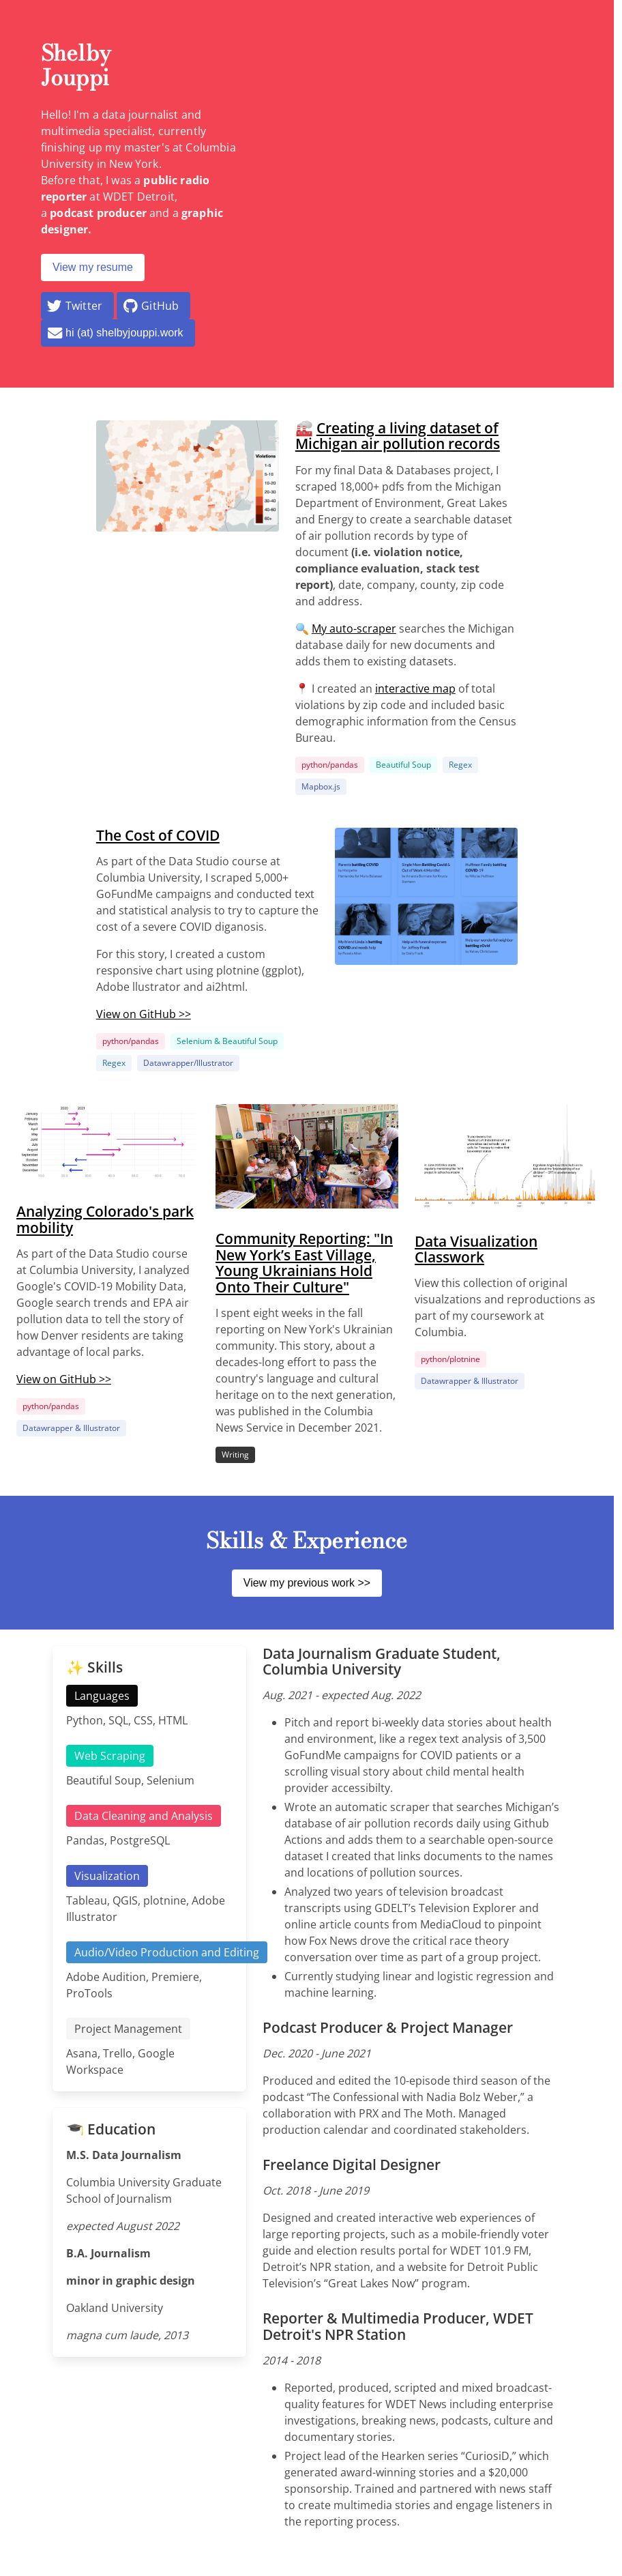 Shelby
Jouppi
Hello! I'm a data journalist and
multimedia specialist, currently
finishing up my master's at Columbia
University in New York.
Before that, I was a public radio
reporter at WDET Detroit,
a podcast producer and a graphic
designer.
View my resume
Twitter
GitHub
hi (at) shelbyjouppi.work
Violations
🏭 Creating a living dataset of
Michigan air pollution records
For my final Data & Databases project, I
scraped 18,000+ pdfs from the Michigan
Department of Environment, Great Lakes
and Energy to create a searchable dataset
of air pollution records by type of
document (i.e. violation notice,
compliance evaluation, stack test
report), date, company, county, zip code
and address.
🔍 My auto-scraper searches the Michigan
database daily for new documents and
adds them to existing datasets.
📍 I created an interactive map of total
violations by zip code and included basic
demographic information from the Census
Bureau.
python/pandas
Beautiful Soup
Regex
Mapbox.js
The Cost of COVID
As part of the Data Studio course at
Columbia University, I scraped 5,000+
GoFundMe campaigns and conducted text
and statistical analysis to try to capture the
cost of a severe COVID diganosis.
For this story, I created a custom
responsive chart using plotnine (ggplot),
Adobe llustrator and ai2html.
View on GitHub >>
python/pandas
Selenium & Beautiful Soup
Regex
Datawrapper/Illustrator
Analyzing Colorado's park
mobility
As part of the Data Studio course
at Columbia University, I analyzed
Google's COVID-19 Mobility Data,
Google search trends and EPA air
pollution data to tell the story of
how Denver residents are taking
advantage of local parks.
View on GitHub >>
python/pandas
Datawrapper & Illustrator
Community Reporting: "In
New York’s East Village,
Young Ukrainians Hold
Onto Their Culture"
I spent eight weeks in the fall
reporting on New York's Ukrainian
community. This story, about a
decades-long effort to pass the
country's language and cultural
heritage on to the next generation,
was published in the Columbia
News Service in December 2021.
Writing
Data Visualization
Classwork
View this collection of original
visualzations and reproductions as
part of my coursework at
Columbia.
python/plotnine
Datawrapper & Illustrator
Skills & Experience
View my previous work >>
✨ Skills
Languages
Python, SQL, CSS, HTML
Web Scraping
Beautiful Soup, Selenium
Data Cleaning and Analysis
Pandas, PostgreSQL
Visualization
Tableau, QGIS, plotnine, Adobe
Illustrator
Audio/Video Production and Editing
Adobe Audition, Premiere,
ProTools
Project Management
Asana, Trello, Google
Workspace
🎓 Education
M.S. Data Journalism
Columbia University Graduate
School of Journalism
expected August 2022
B.A. Journalism
minor in graphic design
Oakland University
magna cum laude, 2013
Data Journalism Graduate Student,
Columbia University
Aug. 2021 - expected Aug. 2022
• Pitch and report bi-weekly data stories about health
and environment, like a regex text analysis of 3,500
GoFundMe campaigns for COVID patients or a
scrolling visual story about child mental health
provider accessibilty.
• Wrote an automatic scraper that searches Michigan’s
database of air pollution records daily using Github
Actions and adds them to a searchable open-source
dataset I created that links documents to the names
and locations of pollution sources.
• Analyzed two years of television broadcast
transcripts using GDELT’s Television Explorer and
online article counts from MediaCloud to pinpoint
how Fox News drove the critical race theory
conversation over time as part of a group project.
• Currently studying linear and logistic regression and
machine learning.
Podcast Producer & Project Manager
Dec. 2020 - June 2021
Produced and edited the 10-episode third season of the
podcast “The Confessional with Nadia Bolz Weber,” a
collaboration with PRX and The Moth. Managed
production calendar and coordinated stakeholders.
Freelance Digital Designer
Oct. 2018 - June 2019
Designed and created interactive web experiences of
large reporting projects, such as a mobile-friendly voter
guide and election results portal for WDET 101.9 FM,
Detroit’s NPR station, and a website for Detroit Public
Television’s “Great Lakes Now” program.
Reporter & Multimedia Producer, WDET
Detroit's NPR Station
2014 - 2018
• Reported, produced, scripted and mixed broadcast-
quality features for WDET News including enterprise
investigations, breaking news, podcasts, culture and
documentary stories.
• Project lead of the Hearken series “CuriosiD,” which
generated award-winning stories and a $20,000
sponsorship. Trained and partnered with news staff
to create multimedia stories and engage listeners in
the reporting process.